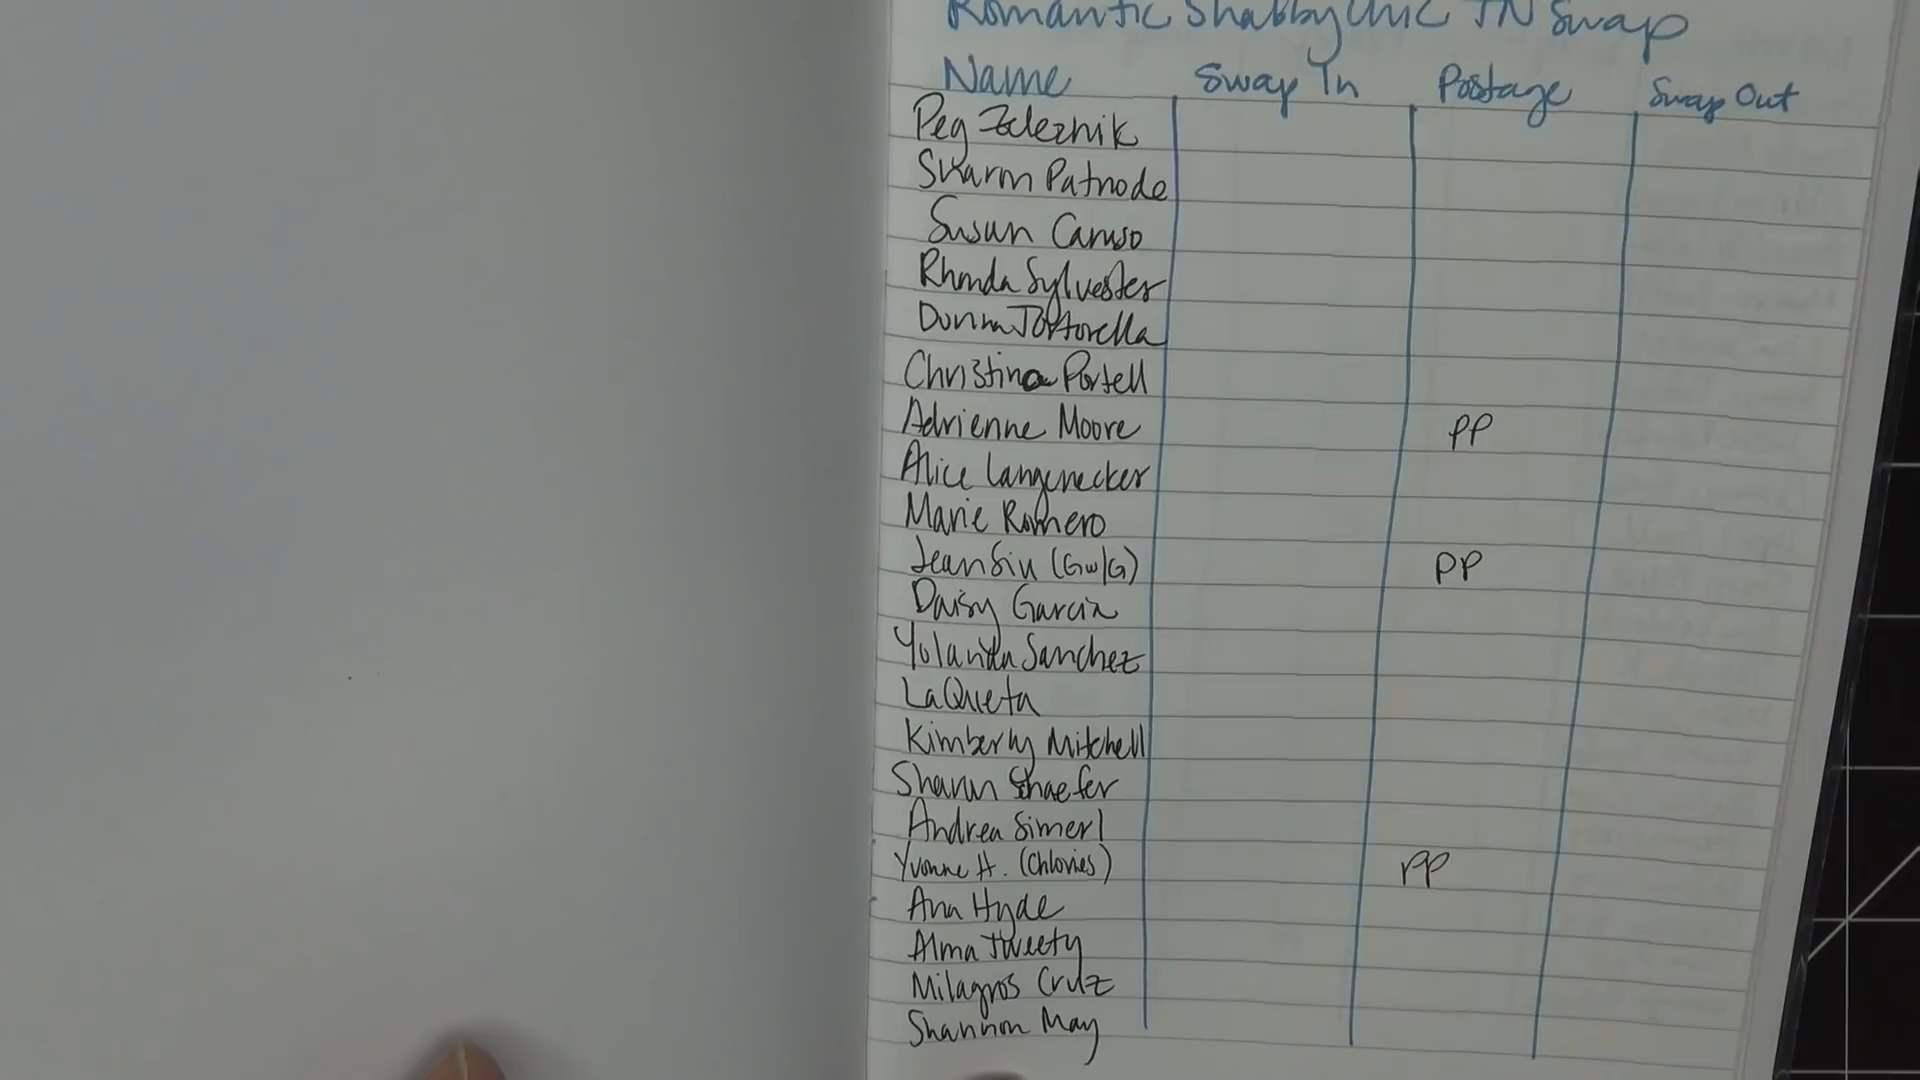 Romantic Shabby Chic TN Swap
Name Swap In Postage Swap Out
Peg Zeleznik
Skarm Patnode
Susan Caruso
Rhonda Sylvester
Donna Tortorella
Christina Portell
Adrienne Moore PP
Alice Langenecker
Marie Romero
Jean Siu (GW/G) PP
Daisy Garcia
Yolanda Sanchez
LaQueta
Kimberly Mitchell
Sharon Shaefer
Andrea Simerl
Yvonne H. (Chlovies) PP
Ana Hyde
Alma Tweety
Milagros Cruz
Shannon May